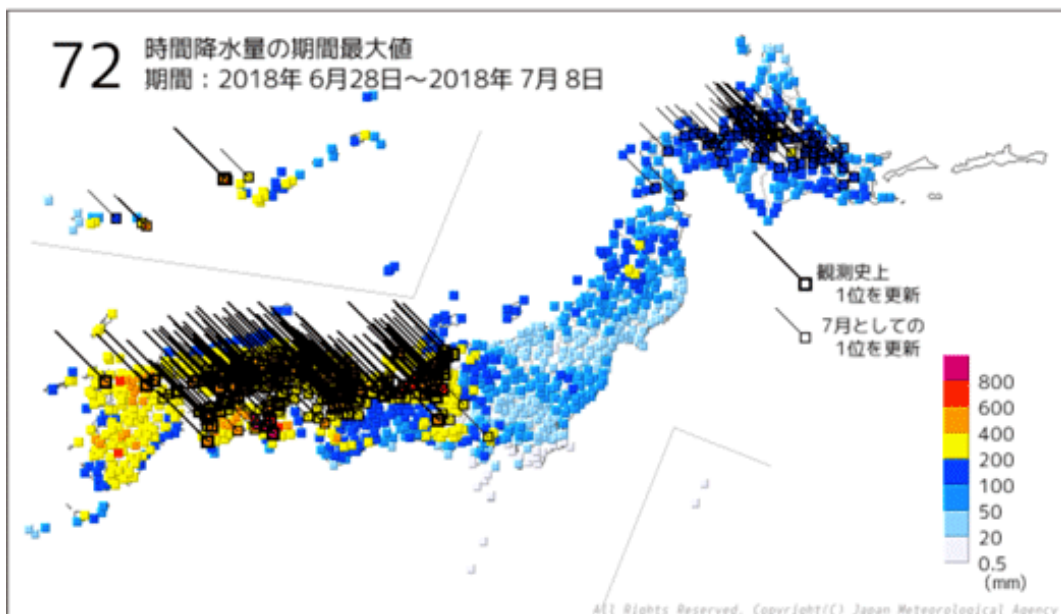 72 時間降水量の期間最大値
期間：2018年 6月28日～2018年 7月 8日
観測史上
1位を更新
7月としての
1位を更新
800
600
400
200
100
50
20
0.5
(mm)
All Rights Reserved. Copyright(C) Japan Meteorological Agency